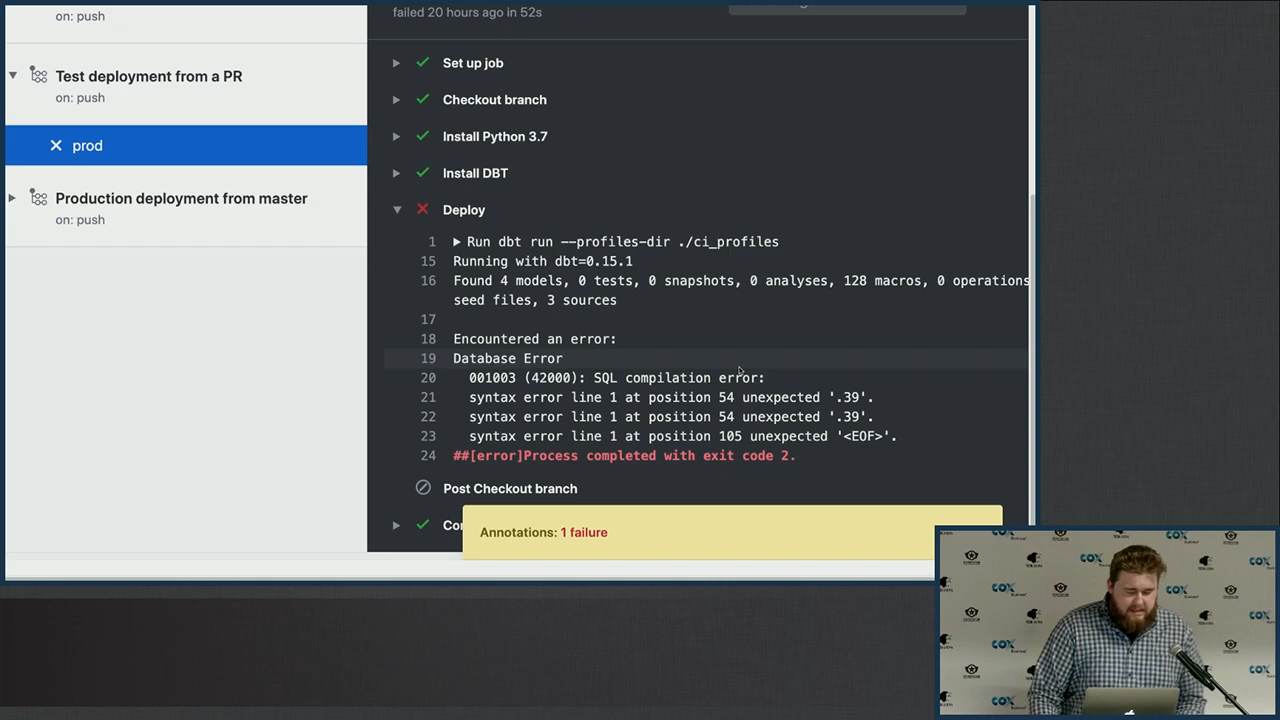 on: push
Test deployment from a PR
on: push
prod
Production deployment from master
on: push
failed 20 hours ago in 52s
Set up job
Checkout branch
Install Python 3.7
Install DBT
Deploy
1 Run dbt run --profiles-dir ./ci_profiles
15 Running with dbt=0.15.1
16 Found 4 models, 0 tests, 0 snapshots, 0 analyses, 128 macros, 0 operations
seed files, 3 sources
17
18 Encountered an error:
19 Database Error
20 001003 (42000): SQL compilation error:
21 syntax error line 1 at position 54 unexpected '.39'.
22 syntax error line 1 at position 54 unexpected '.39'.
23 syntax error line 1 at position 105 unexpected '<EOF>'.
24 ##[error]Process completed with exit code 2.
Post Checkout branch
Annotations: 1 failure
COX
COX
COX
COX
COX
COX